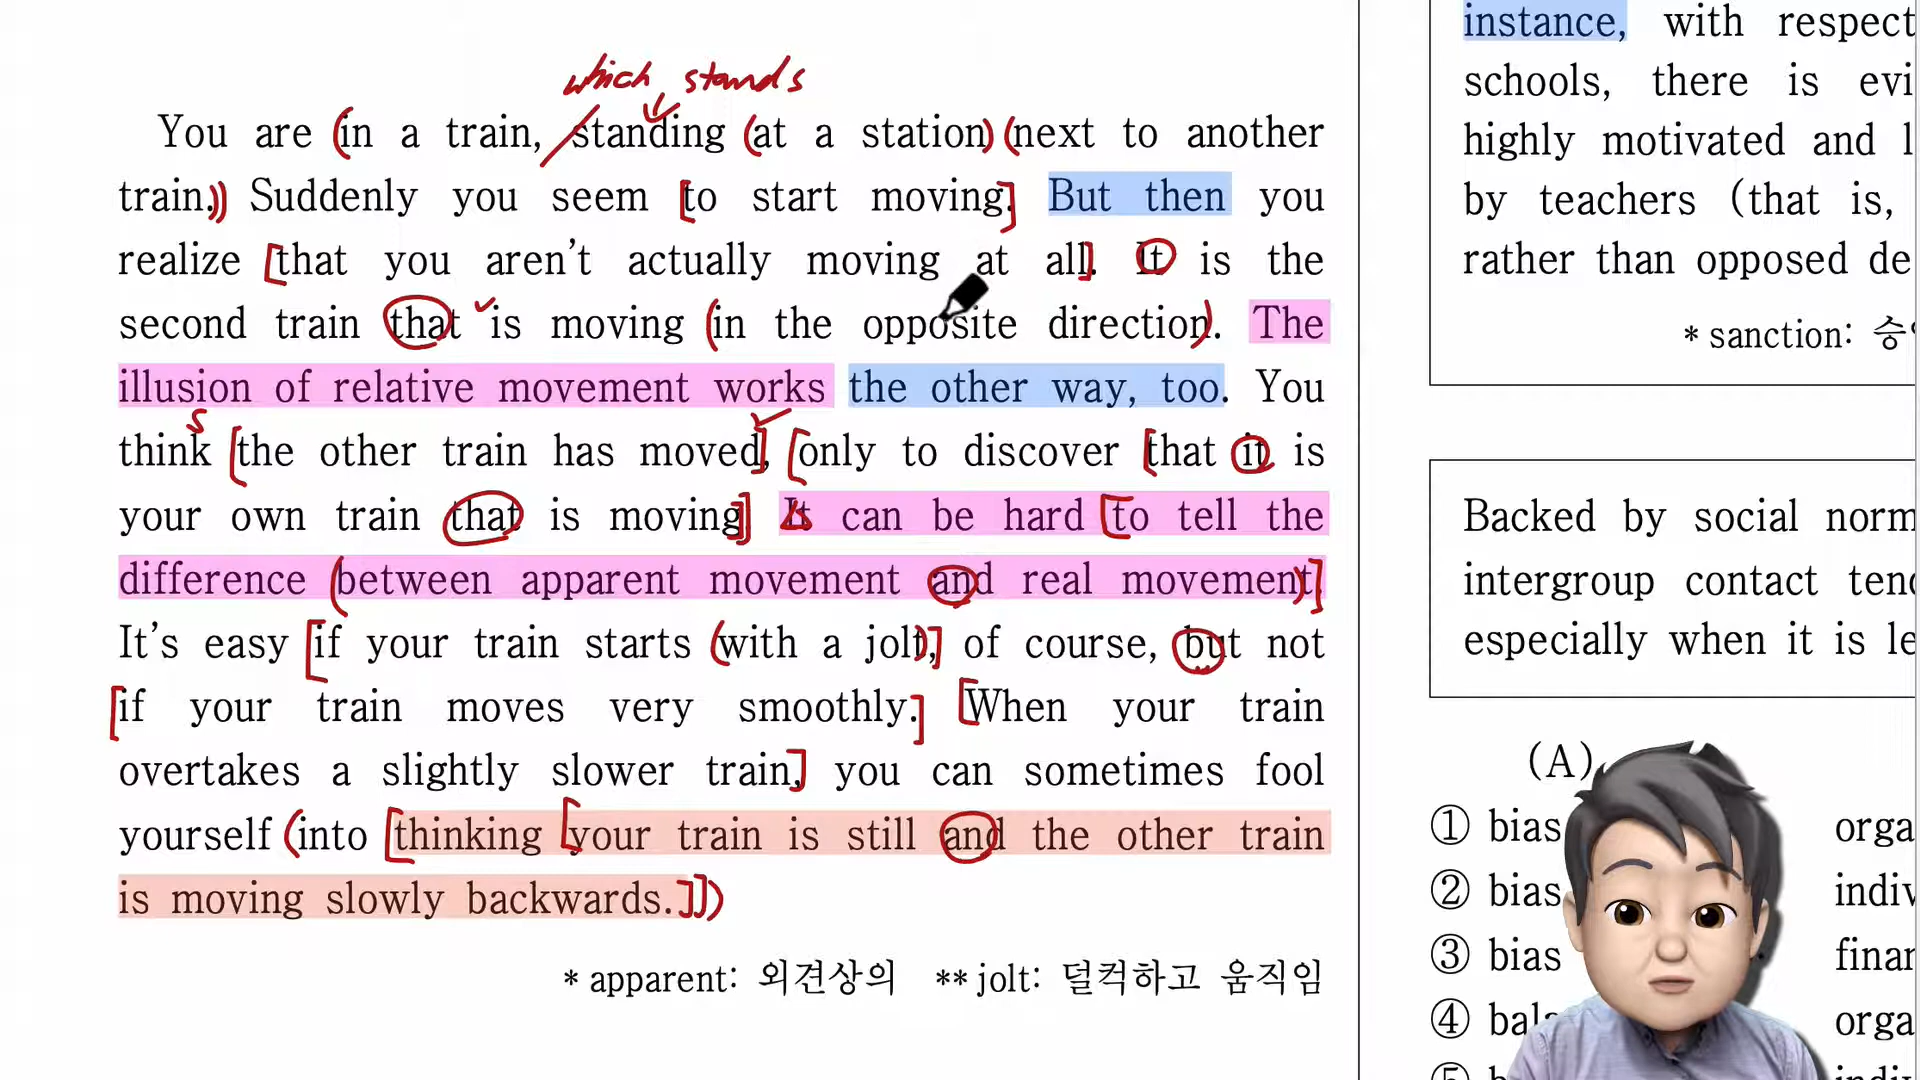 which stands
You are in a train, standing at a station next to another
train. Suddenly you seem to start moving. But then you
realize that you aren't actually moving at all. It is the
second train that is moving in the opposite direction. The
illusion of relative movement works the other way, too. You
S
think the other train has moved, only to discover that it is
your own train that is moving. It can be hard to tell the
difference between apparent movement and real movement.
It's easy if your train starts with a jolt, of course, but not
if your train moves very smoothly. When your train
overtakes a slightly slower train, you can sometimes fool
yourself into thinking your train is still and the other train
is moving slowly backwards.
* apparent: 외견상의 ** jolt: 덜컥하고 움직임
instance, with respect
schools, there is evi
highly motivated and l
by teachers (that is,
rather than opposed de
* sanction: 승
Backed by social norm
intergroup contact tend
especially when it is le
(A)
① bias orga
② bias indiv
③ bias finan
④ bala orga